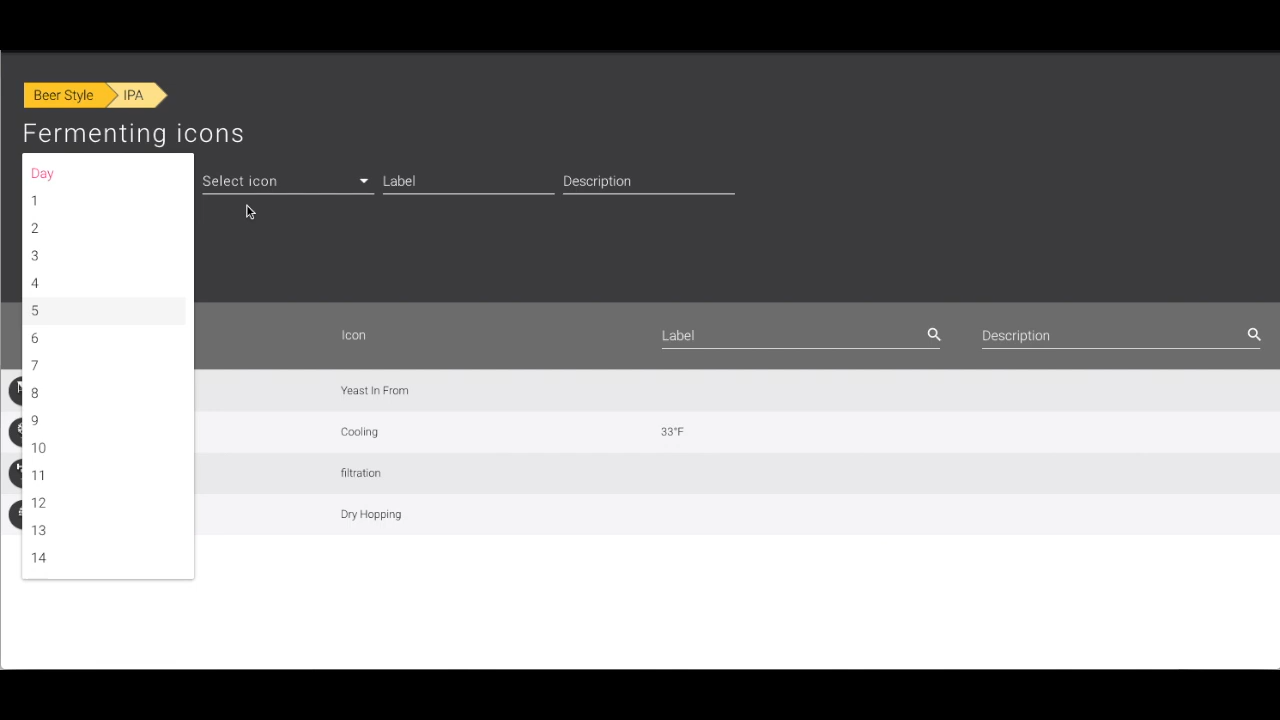 Beer Style IPA
Fermenting icons
Day
Select icon Label Description
1
2
3
4
5
6
7
8
9
10
11
12
13
14
Icon Label Description
Yeast In From
Cooling 33°F
filtration
Dry Hopping